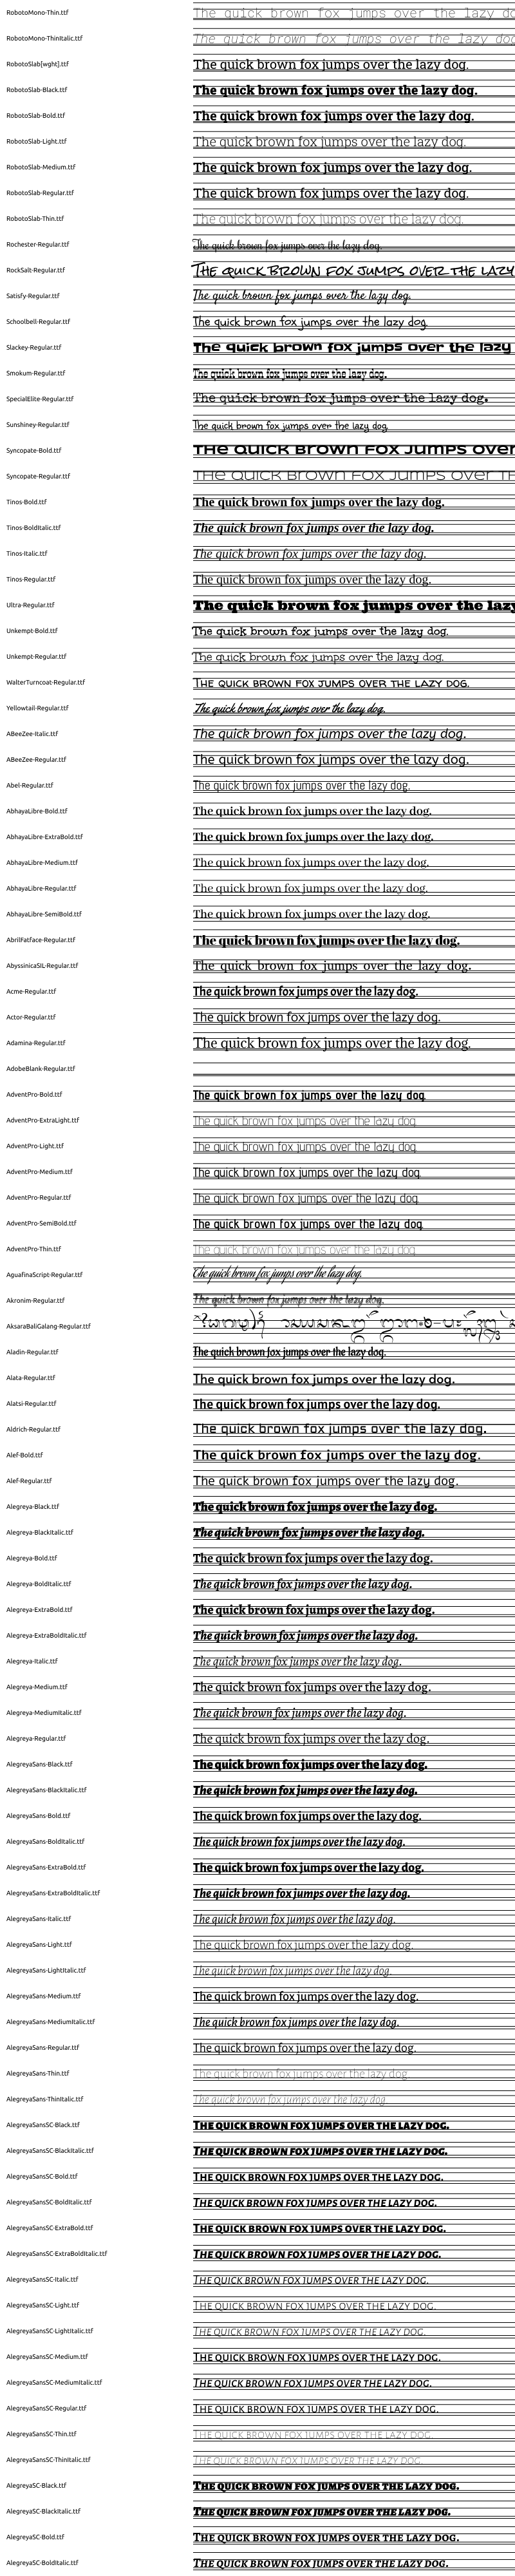 RobotoMono-Thin.ttf The quick brown fox jumps over the lazy
RobotoMono-ThinItalic.ttf The quick brown fox jumps over the lazy
RobotoSlab[wght].ttf The quick brown fox jumps over the lazy dog.
RobotoSlab-Black.ttf The quick brown fox jumps over the lazy dog.
RobotoSlab-Bold.ttf The quick brown fox jumps over the lazy dog.
RobotoSlab-Light.ttf The quick brown fox jumps over the lazy dog.
RobotoSlab-Medium.ttf The quick brown fox jumps over the lazy dog.
RobotoSlab-Regular.ttf The quick brown fox jumps over the lazy dog.
RobotoSlab-Thin.ttf The quick brown fox jumps over the lazy dog.
Rochester-Regular.ttf The quick brown fox jumps over the lazy dog.
RockSalt-Regular.ttf The quick brown fox jumps over the lazy
Satisfy-Regular.ttf The quick brown fox jumps over the lazy dog.
Schoolbell-Regular.ttf The quick brown fox jumps over the lazy dog.
Slackey-Regular.ttf The quick brown fox jumps over the lazy
Smokum-Regular.ttf The quick brown fox jumps over the lazy dog.
SpecialElite-Regular.ttf The quick brown fox jumps over the lazy dog.
Sunshiney-Regular.ttf The quick brown fox jumps over the lazy dog.
Syncopate-Bold.ttf The quick brown fox jumps over
Syncopate-Regular.ttf The quick brown fox jumps over
Tinos-Bold.ttf The quick brown fox jumps over the lazy dog.
Tinos-BoldItalic.ttf The quick brown fox jumps over the lazy dog.
Tinos-Italic.ttf The quick brown fox jumps over the lazy dog.
Tinos-Regular.ttf The quick brown fox jumps over the lazy dog.
Ultra-Regular.ttf The quick brown fox jumps over the lazy
Unkempt-Bold.ttf The quick brown fox jumps over the lazy dog.
Unkempt-Regular.ttf The quick brown fox jumps over the lazy dog.
WalterTurncoat-Regular.ttf The quick brown fox jumps over the lazy dog.
Yellowtail-Regular.ttf The quick brown fox jumps over the lazy dog.
ABeeZee-Italic.ttf The quick brown fox jumps over the lazy dog.
ABeeZee-Regular.ttf The quick brown fox jumps over the lazy dog.
Abel-Regular.ttf The quick brown fox jumps over the lazy dog.
AbhayaLibre-Bold.ttf The quick brown fox jumps over the lazy dog.
AbhayaLibre-ExtraBold.ttf The quick brown fox jumps over the lazy dog.
AbhayaLibre-Medium.ttf The quick brown fox jumps over the lazy dog.
AbhayaLibre-Regular.ttf The quick brown fox jumps over the lazy dog.
AbhayaLibre-SemiBold.ttf The quick brown fox jumps over the lazy dog.
AbrilFatface-Regular.ttf The quick brown fox jumps over the lazy dog.
AbyssinicaSIL-Regular.ttf The quick brown fox jumps over the lazy dog.
Acme-Regular.ttf The quick brown fox jumps over the lazy dog.
Actor-Regular.ttf The quick brown fox jumps over the lazy dog.
Adamina-Regular.ttf The quick brown fox jumps over the lazy dog.
AdobeBlank-Regular.ttf
AdventPro-Bold.ttf The quick brown fox jumps over the lazy dog.
AdventPro-ExtraLight.ttf The quick brown fox jumps over the lazy dog.
AdventPro-Light.ttf The quick brown fox jumps over the lazy dog.
AdventPro-Medium.ttf The quick brown fox jumps over the lazy dog.
AdventPro-Regular.ttf The quick brown fox jumps over the lazy dog.
AdventPro-SemiBold.ttf The quick brown fox jumps over the lazy dog.
AdventPro-Thin.ttf The quick brown fox jumps over the lazy dog.
AguafinaScript-Regular.ttf The quick brown fox jumps over the lazy dog.
Akronim-Regular.ttf The quick brown fox jumps over the lazy dog.
AksaraBaliGalang-Regular.ttf
Aladin-Regular.ttf The quick brown fox jumps over the lazy dog.
Alata-Regular.ttf The quick brown fox jumps over the lazy dog.
Alatsi-Regular.ttf The quick brown fox jumps over the lazy dog.
Aldrich-Regular.ttf The quick brown fox jumps over the lazy dog.
Alef-Bold.ttf The quick brown fox jumps over the lazy dog.
Alef-Regular.ttf The quick brown fox jumps over the lazy dog.
Alegreya-Black.ttf The quick brown fox jumps over the lazy dog.
Alegreya-BlackItalic.ttf The quick brown fox jumps over the lazy dog.
Alegreya-Bold.ttf The quick brown fox jumps over the lazy dog.
Alegreya-BoldItalic.ttf The quick brown fox jumps over the lazy dog.
Alegreya-ExtraBold.ttf The quick brown fox jumps over the lazy dog.
Alegreya-ExtraBoldItalic.ttf The quick brown fox jumps over the lazy dog.
Alegreya-Italic.ttf The quick brown fox jumps over the lazy dog.
Alegreya-Medium.ttf The quick brown fox jumps over the lazy dog.
Alegreya-MediumItalic.ttf The quick brown fox jumps over the lazy dog.
Alegreya-Regular.ttf The quick brown fox jumps over the lazy dog.
AlegreyaSans-Black.ttf The quick brown fox jumps over the lazy dog.
AlegreyaSans-BlackItalic.ttf The quick brown fox jumps over the lazy dog.
AlegreyaSans-Bold.ttf The quick brown fox jumps over the lazy dog.
AlegreyaSans-BoldItalic.ttf The quick brown fox jumps over the lazy dog.
AlegreyaSans-ExtraBold.ttf The quick brown fox jumps over the lazy dog.
AlegreyaSans-ExtraBoldItalic.ttf The quick brown fox jumps over the lazy dog.
AlegreyaSans-Italic.ttf The quick brown fox jumps over the lazy dog.
AlegreyaSans-Light.ttf The quick brown fox jumps over the lazy dog.
AlegreyaSans-LightItalic.ttf The quick brown fox jumps over the lazy dog.
AlegreyaSans-Medium.ttf The quick brown fox jumps over the lazy dog.
AlegreyaSans-MediumItalic.ttf The quick brown fox jumps over the lazy dog.
AlegreyaSans-Regular.ttf The quick brown fox jumps over the lazy dog.
AlegreyaSans-Thin.ttf The quick brown fox jumps over the lazy dog.
AlegreyaSans-ThinItalic.ttf The quick brown fox jumps over the lazy dog.
AlegreyaSansSC-Black.ttf The quick brown fox jumps over the lazy dog.
AlegreyaSansSC-BlackItalic.ttf The quick brown fox jumps over the lazy dog.
AlegreyaSansSC-Bold.ttf The quick brown fox jumps over the lazy dog.
AlegreyaSansSC-BoldItalic.ttf The quick brown fox jumps over the lazy dog.
AlegreyaSansSC-ExtraBold.ttf The quick brown fox jumps over the lazy dog.
AlegreyaSansSC-ExtraBoldItalic.ttf The quick brown fox jumps over the lazy dog.
AlegreyaSansSC-Italic.ttf The quick brown fox jumps over the lazy dog.
AlegreyaSansSC-Light.ttf The quick brown fox jumps over the lazy dog.
AlegreyaSansSC-LightItalic.ttf The quick brown fox jumps over the lazy dog.
AlegreyaSansSC-Medium.ttf The quick brown fox jumps over the lazy dog.
AlegreyaSansSC-MediumItalic.ttf The quick brown fox jumps over the lazy dog.
AlegreyaSansSC-Regular.ttf The quick brown fox jumps over the lazy dog.
AlegreyaSansSC-Thin.ttf The quick brown fox jumps over the lazy dog.
AlegreyaSansSC-ThinItalic.ttf The quick brown fox jumps over the lazy dog.
AlegreyaSC-Black.ttf The quick brown fox jumps over the lazy dog.
AlegreyaSC-BlackItalic.ttf The quick brown fox jumps over the lazy dog.
AlegreyaSC-Bold.ttf The quick brown fox jumps over the lazy dog.
AlegreyaSC-BoldItalic.ttf The quick brown fox jumps over the lazy dog.